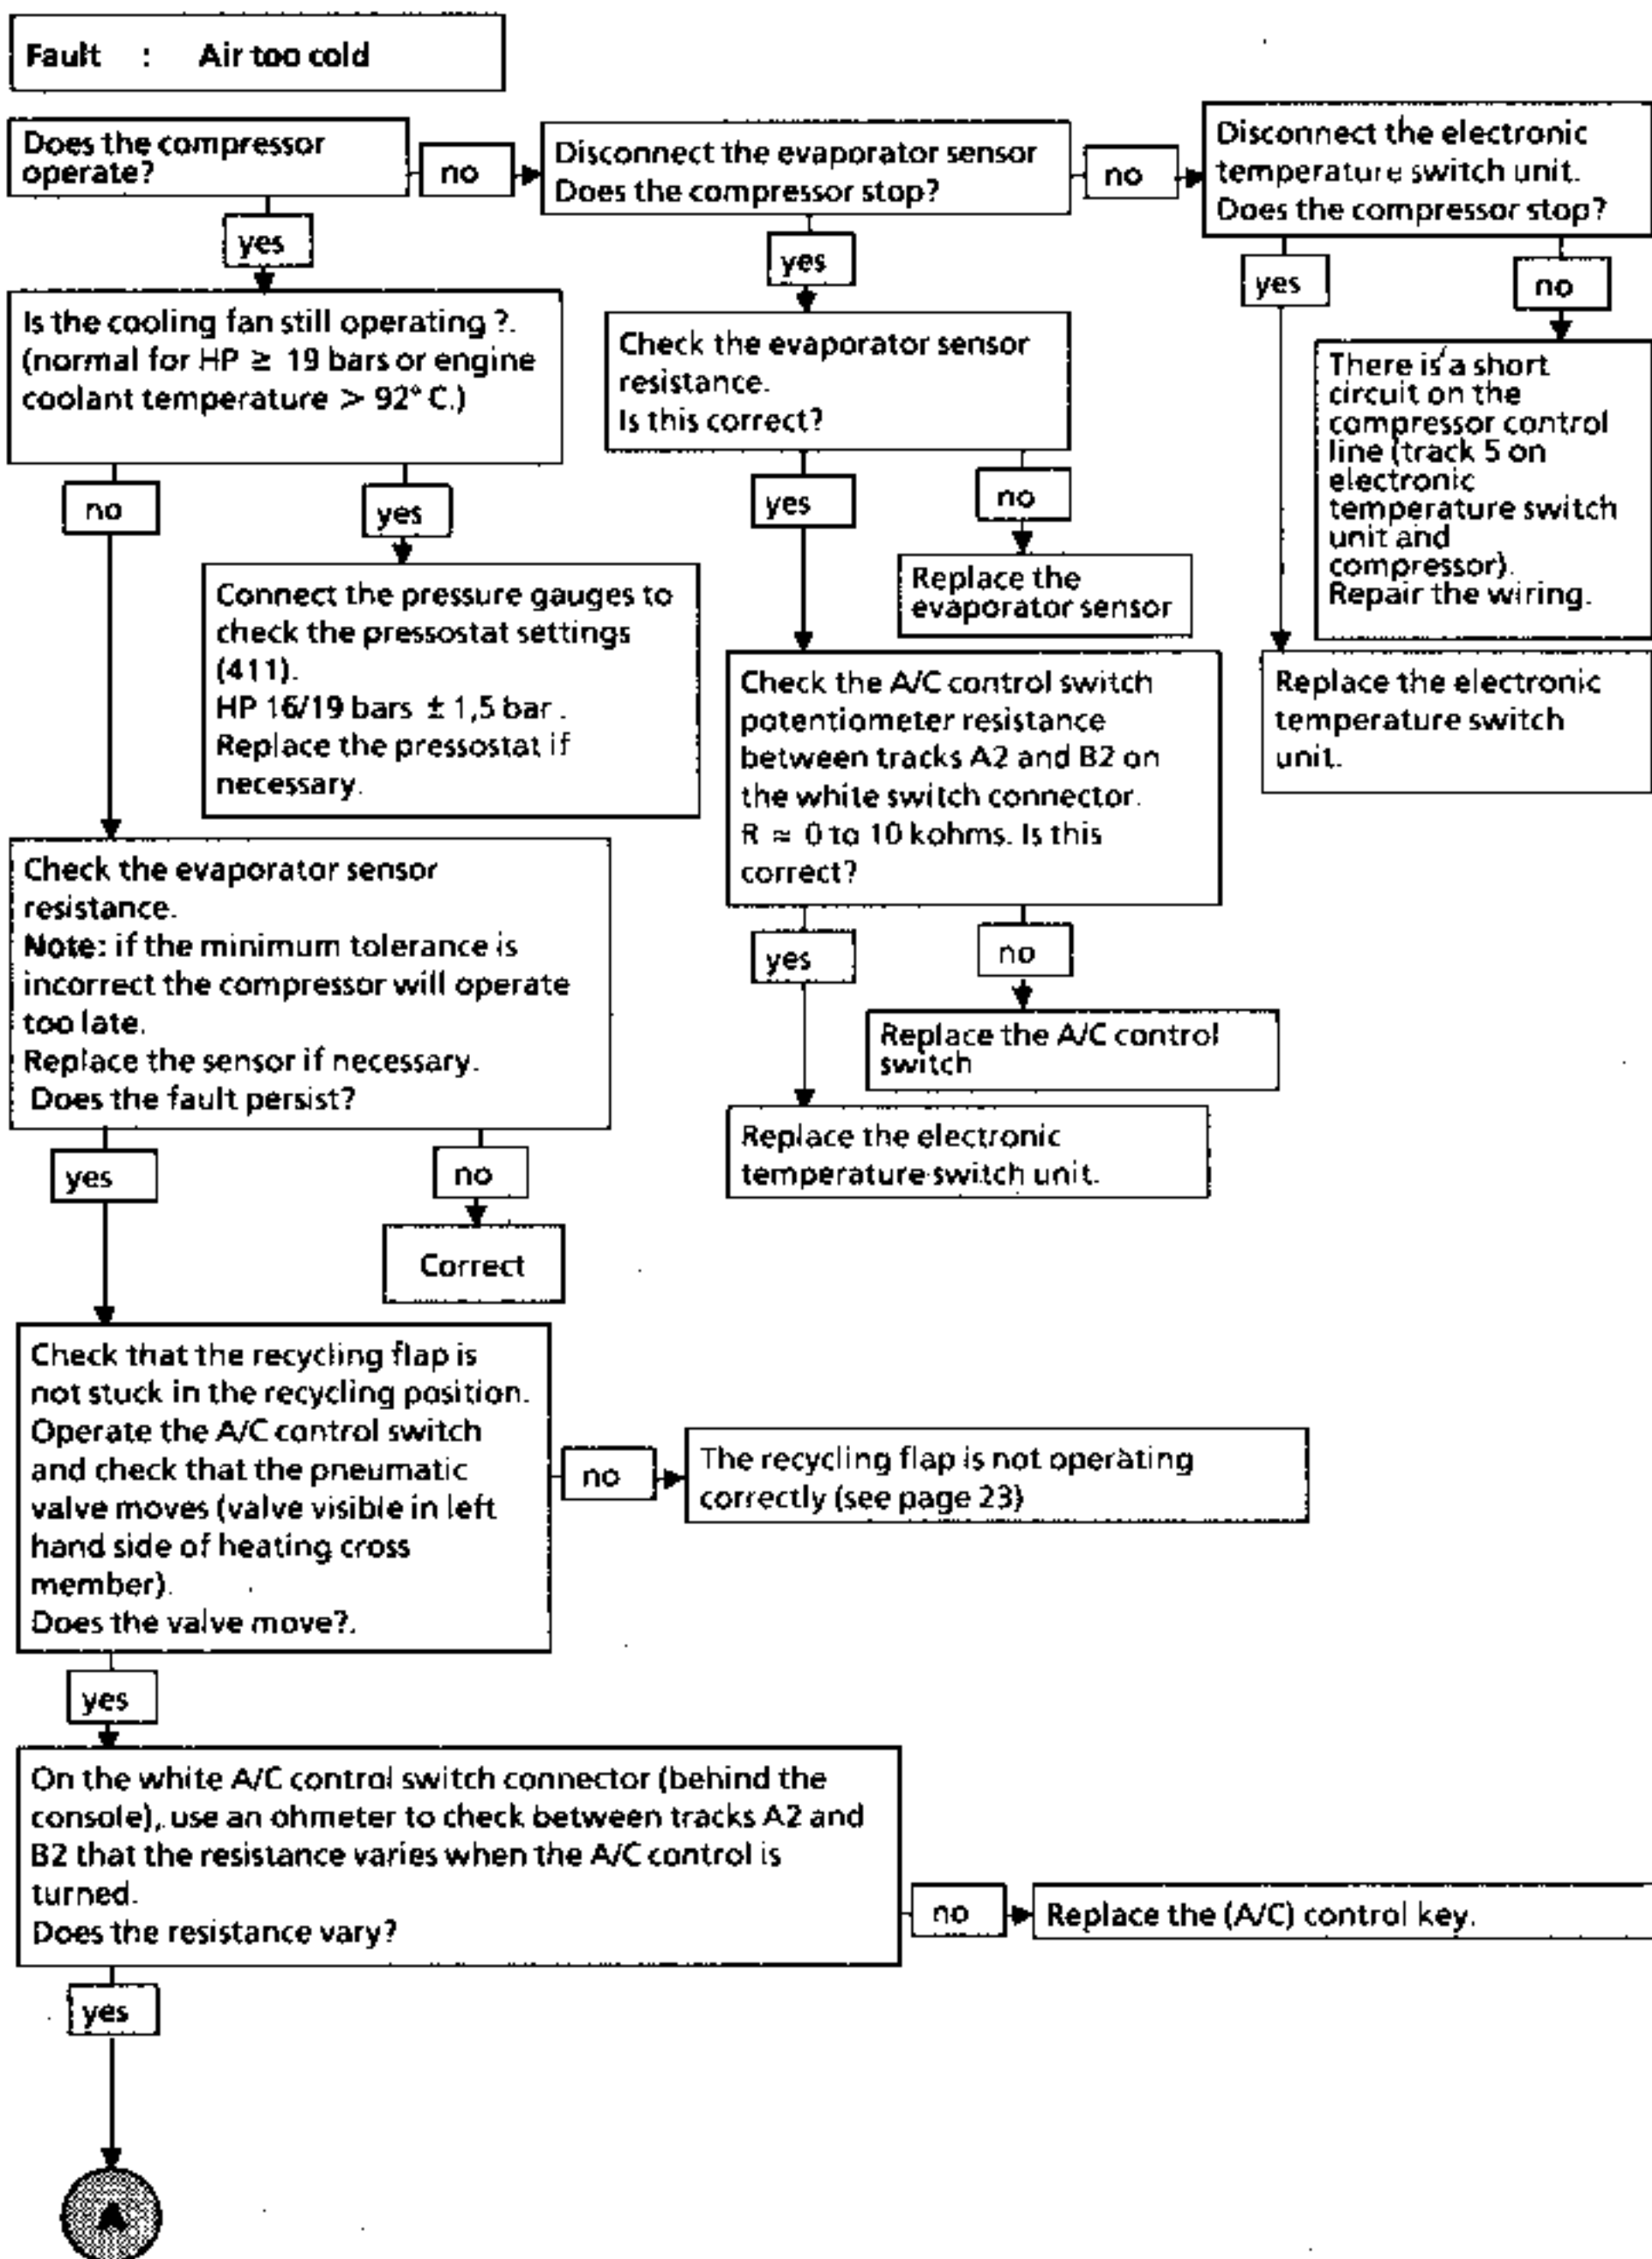 Fault : Air too cold
Does the compressor
operate?
no
Disconnect the evaporator sensor
Does the compressor stop?
no
Disconnect the electronic
temperature switch unit.
Does the compressor stop?
yes
Is the cooling fan still operating ?.
(normal for HP ≥ 19 bars or engine
coolant temperature > 92° C.)
yes
Check the evaporator sensor
resistance.
Is this correct?
yes
no
There is a short
circuit on the
compressor control
line (track 5 on
electronic
temperature switch
unit and
compressor).
Repair the wiring.
no
yes
Connect the pressure gauges to
check the pressostat settings
(411).
HP 16/19 bars ± 1,5 bar .
Replace the pressostat if
necessary.
yes
no
Replace the
evaporator sensor
Check the A/C control switch
potentiometer resistance
between tracks A2 and B2 on
the white switch connector.
R ≈ 0 to 10 kohms. Is this
correct?
Replace the electronic
temperature switch
unit.
Check the evaporator sensor
resistance.
Note: if the minimum tolerance is
incorrect the compressor will operate
too late.
Replace the sensor if necessary.
Does the fault persist?
yes
no
Replace the A/C control
switch
Replace the electronic
temperature switch unit.
yes
no
Correct
Check that the recycling flap is
not stuck in the recycling position.
Operate the A/C control switch
and check that the pneumatic
valve moves (valve visible in left
hand side of heating cross
member).
Does the valve move?.
no
The recycling flap is not operating
correctly (see page 23)
yes
On the white A/C control switch connector (behind the
console), use an ohmeter to check between tracks A2 and
B2 that the resistance varies when the A/C control is
turned.
Does the resistance vary?
no
Replace the (A/C) control key.
yes
A